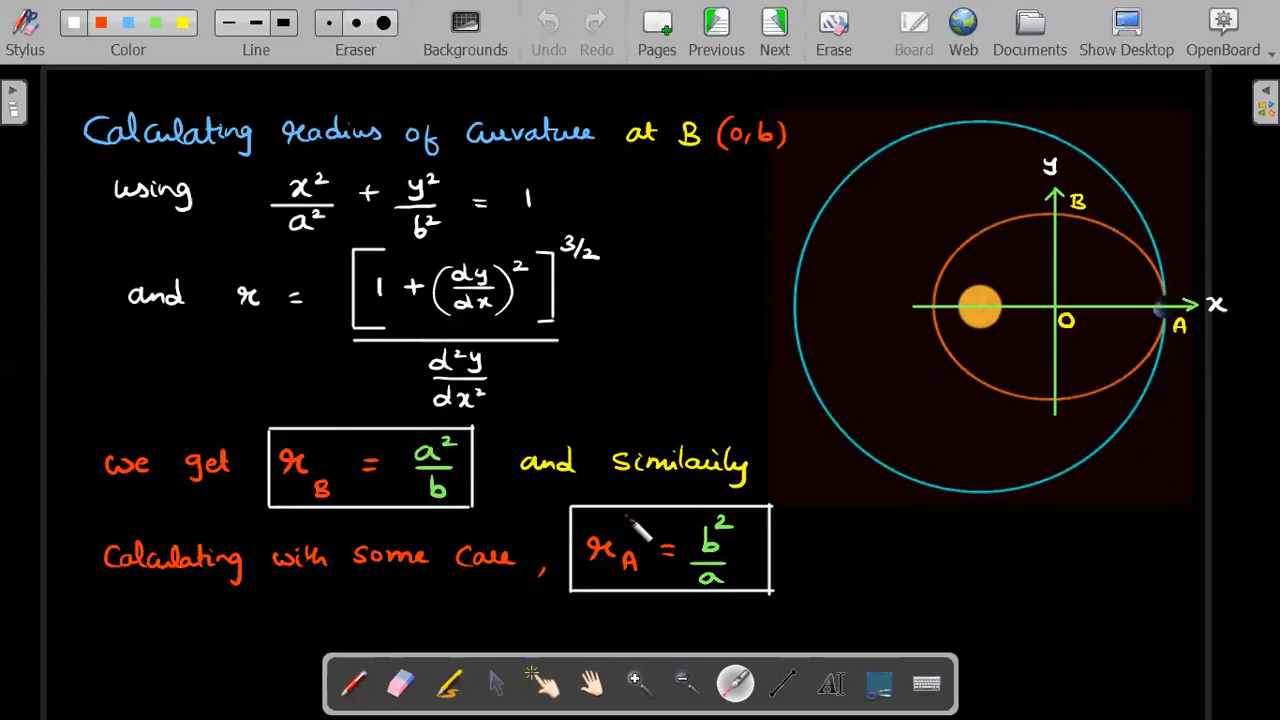 Stylus Color Line Eraser Backgrounds Undo Redo Pages Previous Next Erase Board Web Documents Show Desktop OpenBoard
Calculating radius of curvature at B (0,b)
using x²/a² + y²/b² = 1
and r = [1 + (dy/dx)²]^3/2 / d²y/dx²
we get r_B = a²/b and similarily
Calculating with some care, r_A = b²/a
y
B
x
O
A
AI